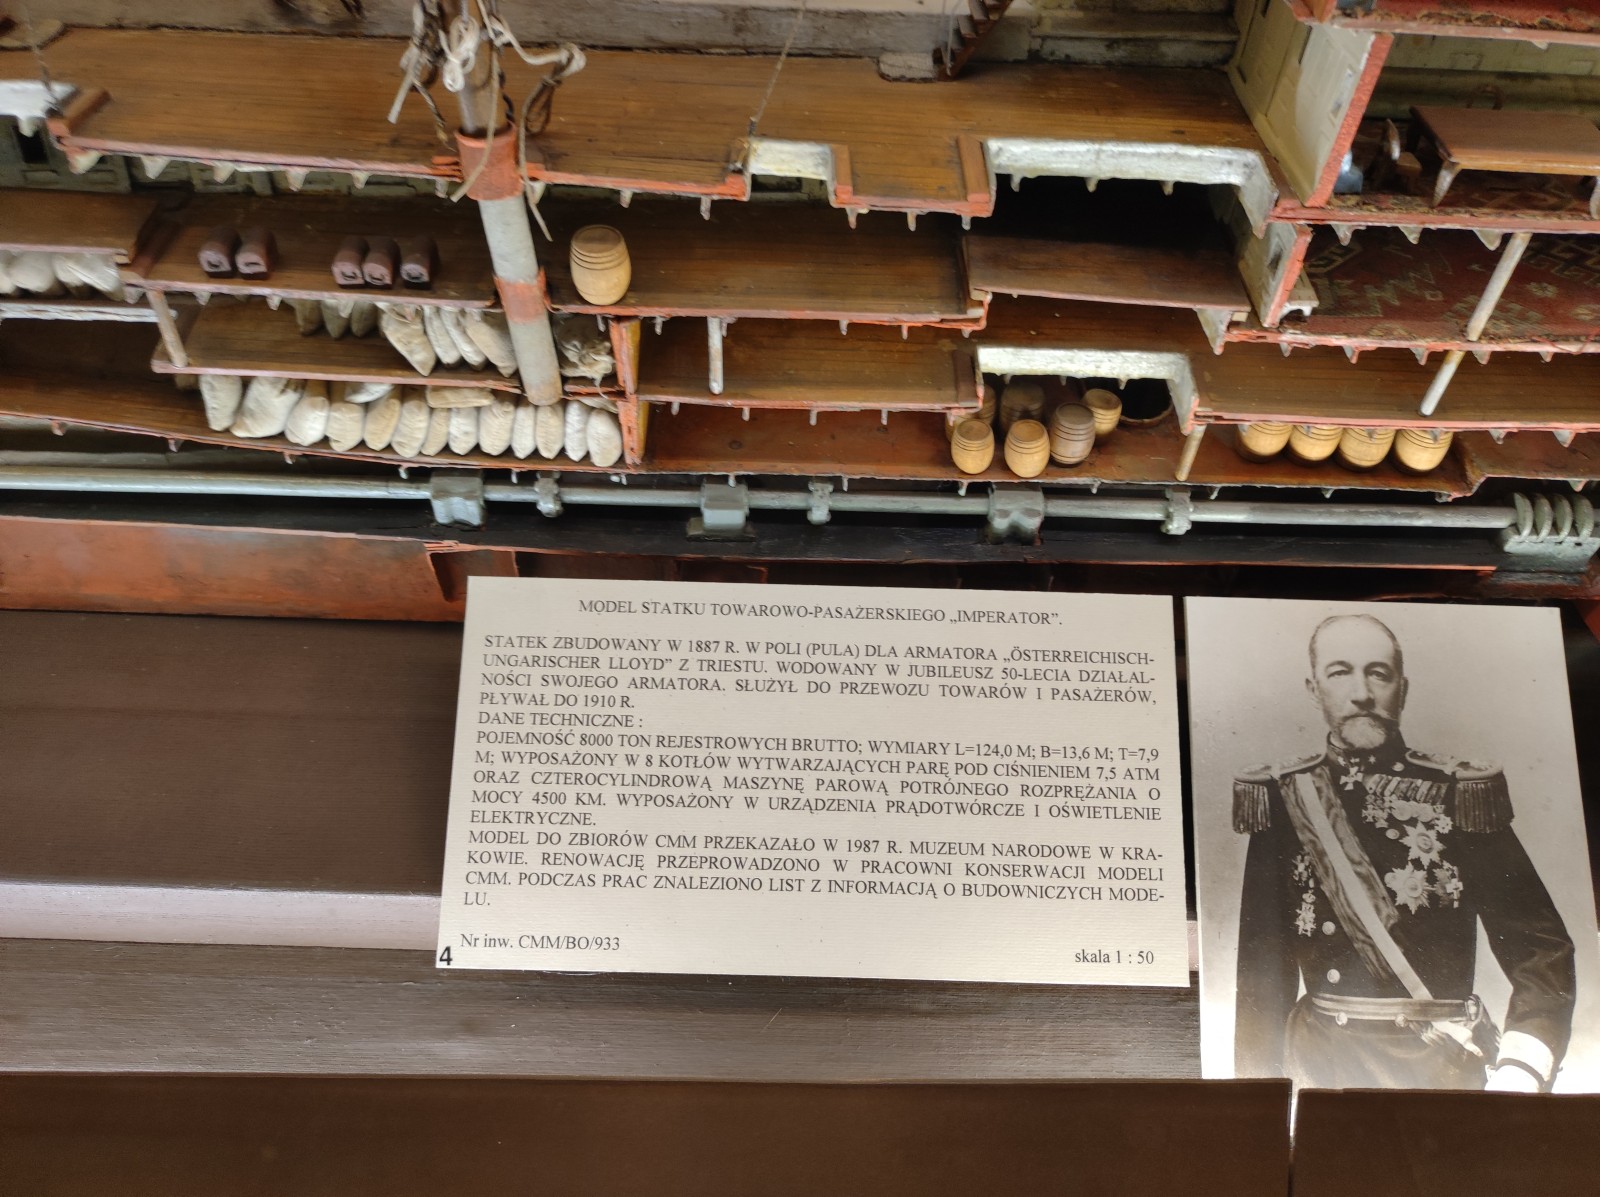 MODEL STATKU TOWAROWO-PASAŻERSKIEGO „IMPERATOR”.
STATEK ZBUDOWANY W 1887 R. W POLI (PULA) DLA ARMATORA „ÖSTERREICHISCH-
UNGARISCHER LLOYD” Z TRIESTU. WODOWANY W JUBILEUSZ 50-LECIA DZIAŁAL-
NOŚCI SWOJEGO ARMATORA. SŁUŻYŁ DO PRZEWOZU TOWARÓW I PASAŻERÓW,
PŁYWAŁ DO 1910 R.
DANE TECHNICZNE :
POJEMNOŚĆ 8000 TON REJESTROWYCH BRUTTO; WYMIARY L=124,0 M; B=13,6 M; T=7,9
M; WYPOSAŻONY W 8 KOTŁÓW WYTWARZAJĄCYCH PARĘ POD CIŚNIENIEM 7,5 ATM
ORAZ CZTEROCYLINDROWĄ MASZYNĘ PAROWĄ POTRÓJNEGO ROZPRĘŻANIA O
MOCY 4500 KM. WYPOSAŻONY W URZĄDZENIA PRĄDOTWÓRCZE I OŚWIETLENIE
ELEKTRYCZNE.
MODEL DO ZBIORÓW CMM PRZEKAZAŁO W 1987 R. MUZEUM NARODOWE W KRA-
KOWIE. RENOWACJĘ PRZEPROWADZONO W PRACOWNI KONSERWACJI MODELI
CMM. PODCZAS PRAC ZNALEZIONO LIST Z INFORMACJĄ O BUDOWNICZYCH MODE-
LU.
4 Nr inw. CMM/BO/933 skala 1 : 50